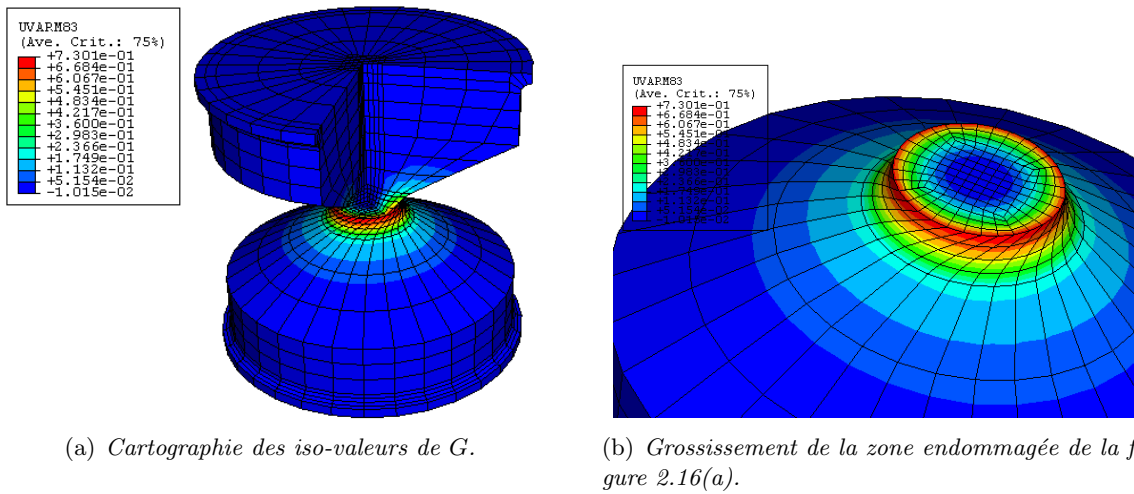 UVARM83
(Ave. Crit.: 75%)
+7.301e-01
+6.684e-01
+6.067e-01
+5.451e-01
+4.834e-01
+4.217e-01
+3.600e-01
+2.983e-01
+2.366e-01
+1.749e-01
+1.132e-01
+5.154e-02
-1.015e-02
UVARM83
(Ave. Crit.: 75%)
+7.301e-01
+6.684e-01
+6.067e-01
+5.451e-01
(a) Cartographie des iso-valeurs de G.
(b) Grossissement de la zone endommagée de la f
gure 2.16(a).